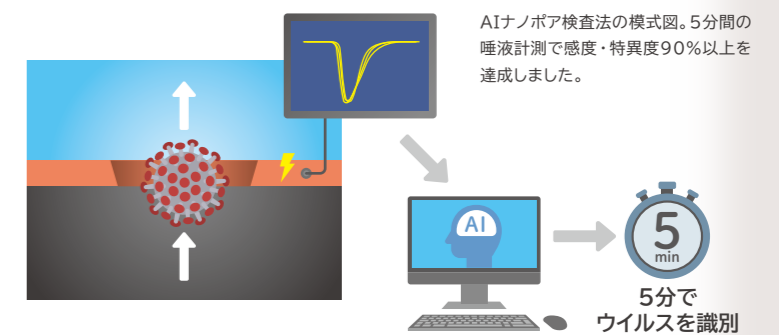 AIナノポア検査法の模式図。5分間の
唾液計測で感度・特異度90%以上を
達成しました。
AI
5
min
5分で
ウイルスを識別